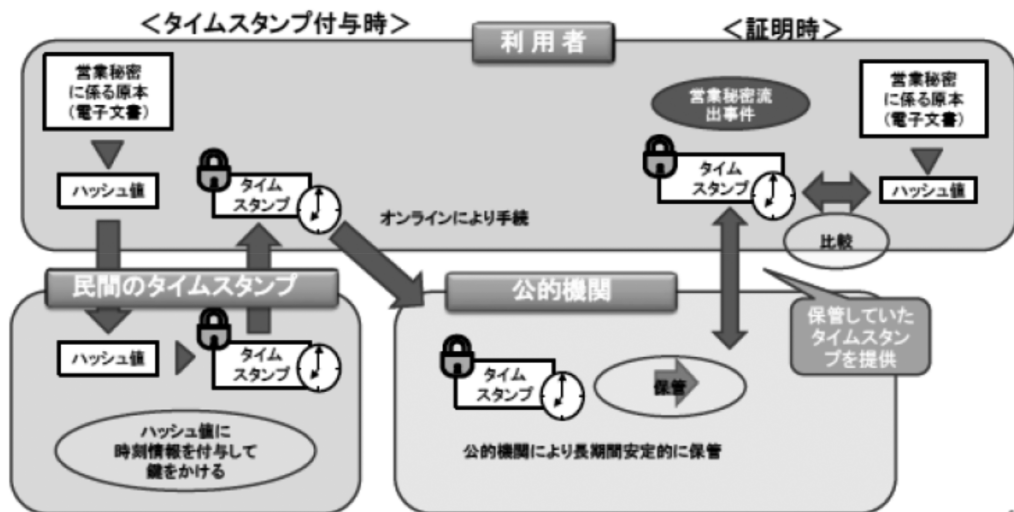 ＜タイムスタンプ付与時＞
利用者
＜証明時＞
営業秘密
に係る原本
（電子文書）
ハッシュ値
タイム
スタンプ
オンラインにより手続
営業秘密流
出事件
タイム
スタンプ
営業秘密
に係る原本
（電子文書）
ハッシュ値
比較
民間のタイムスタンプ
ハッシュ値
タイム
スタンプ
ハッシュ値に
時刻情報を付与して
鍵をかける
公的機関
タイム
スタンプ
保管
公的機関により長期間安定的に保管
保管していた
タイムスタン
プを提供